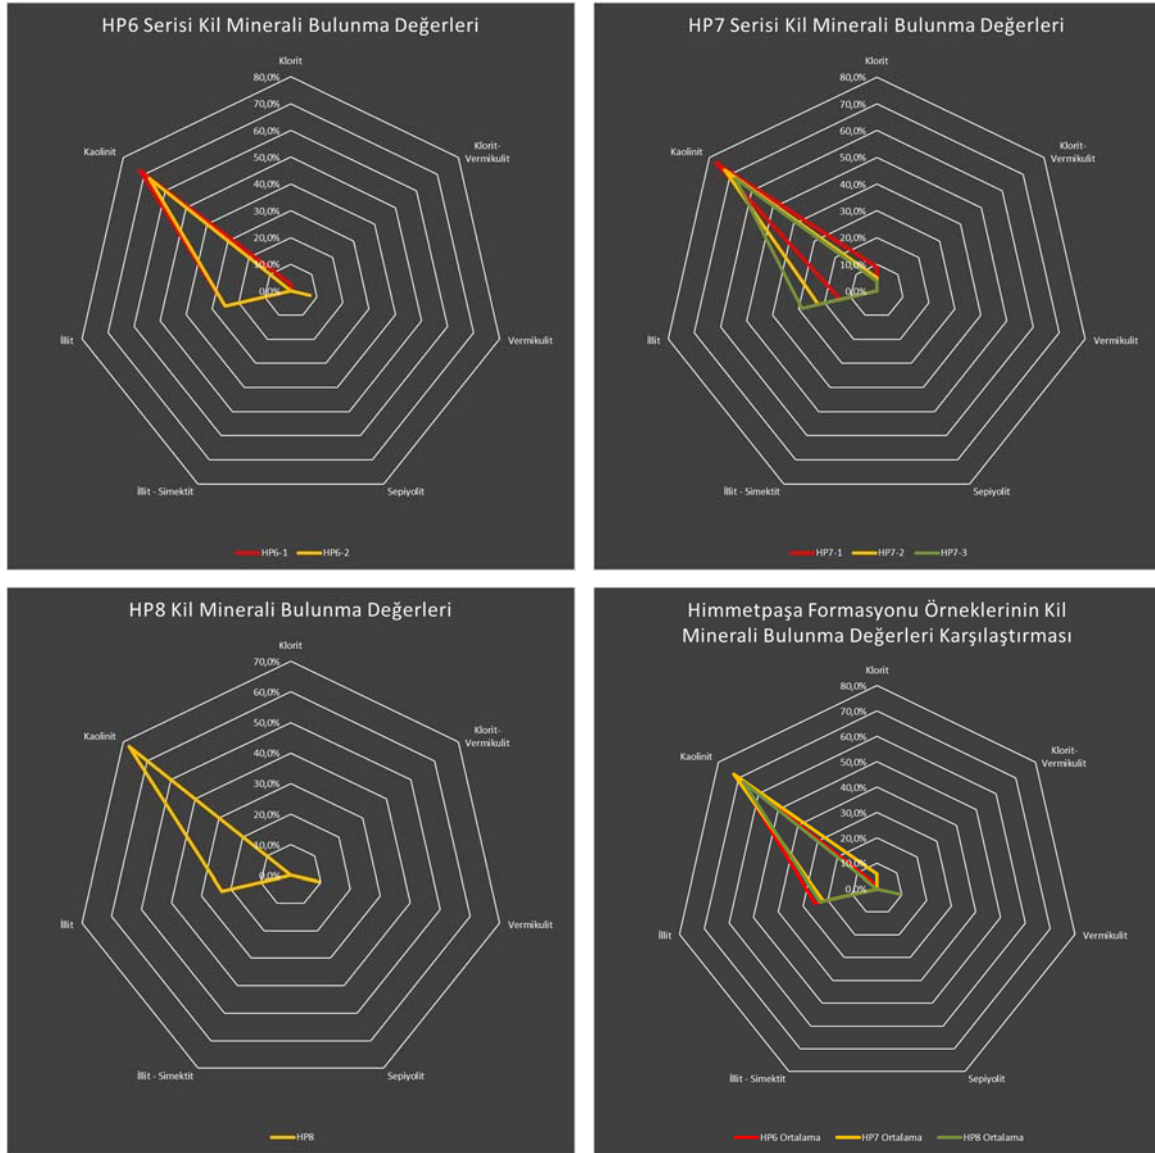 HP6 Serisi Kil Minerali Bulunma Değerleri
Klorit
80,0%
70,0%
60,0%
50,0%
40,0%
30,0%
20,0%
10,0%
0,0%
Kaolinit
Klorit-
Vermikulit
İllit
Vermikulit
İllit - Simektit
Sepiyolit
HP6-1
HP6-2
HP7 Serisi Kil Minerali Bulunma Değerleri
Klorit
80,0%
70,0%
60,0%
50,0%
40,0%
30,0%
20,0%
10,0%
0,0%
Kaolinit
Klorit-
Vermikulit
İllit
Vermikulit
İllit - Simektit
Sepiyolit
HP7-1
HP7-2
HP7-3
HP8 Kil Minerali Bulunma Değerleri
Klorit
70,0%
60,0%
50,0%
40,0%
30,0%
20,0%
10,0%
0,0%
Kaolinit
Klorit-
Vermikulit
İllit
Vermikulit
İllit - Simektit
Sepiyolit
HP8
Himmetpaşa Formasyonu Örneklerinin Kil
Minerali Bulunma Değerleri Karşılaştırması
Klorit
80,0%
70,0%
60,0%
50,0%
40,0%
30,0%
20,0%
10,0%
0,0%
Kaolinit
Klorit-
Vermikulit
İllit
Vermikulit
İllit - Simektit
Sepiyolit
HP6 Ortalama
HP7 Ortalama
HP8 Ortalama